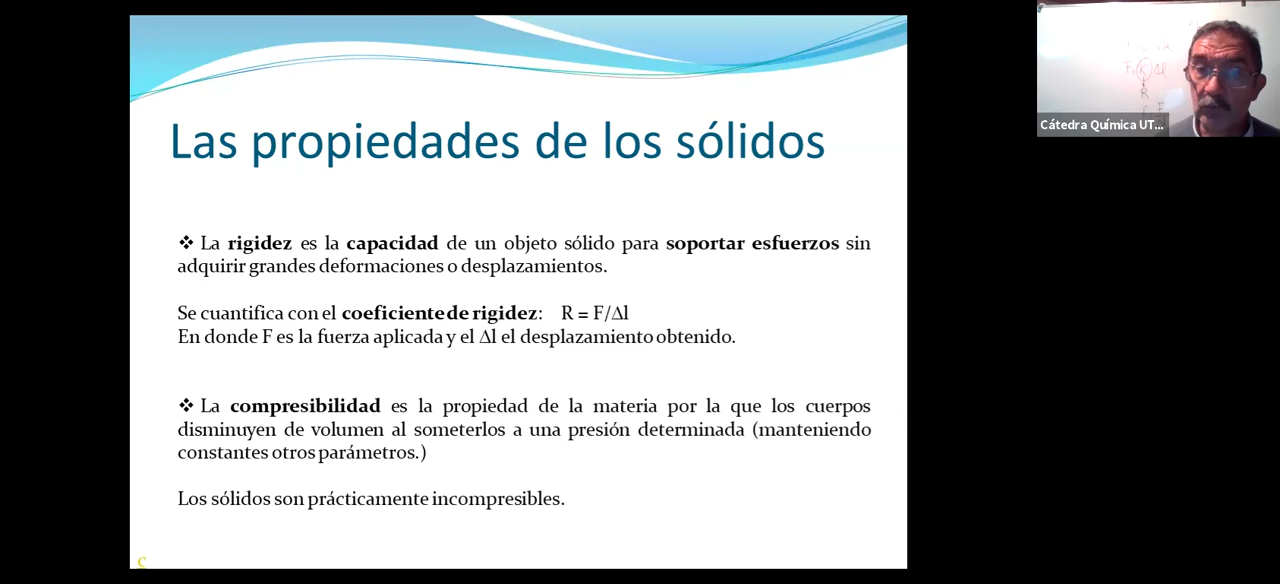 Las propiedades de los sólidos
❖ La rigidez es la capacidad de un objeto sólido para soportar esfuerzos sin
adquirir grandes deformaciones o desplazamientos.
Se cuantifica con el coeficiente de rigidez: R = F/Δl
En donde F es la fuerza aplicada y el Δl el desplazamiento obtenido.
❖ La compresibilidad es la propiedad de la materia por la que los cuerpos
disminuyen de volumen al someterlos a una presión determinada (manteniendo
constantes otros parámetros.)
Los sólidos son prácticamente incompresibles.
Δl
R
Cátedra Química UT...